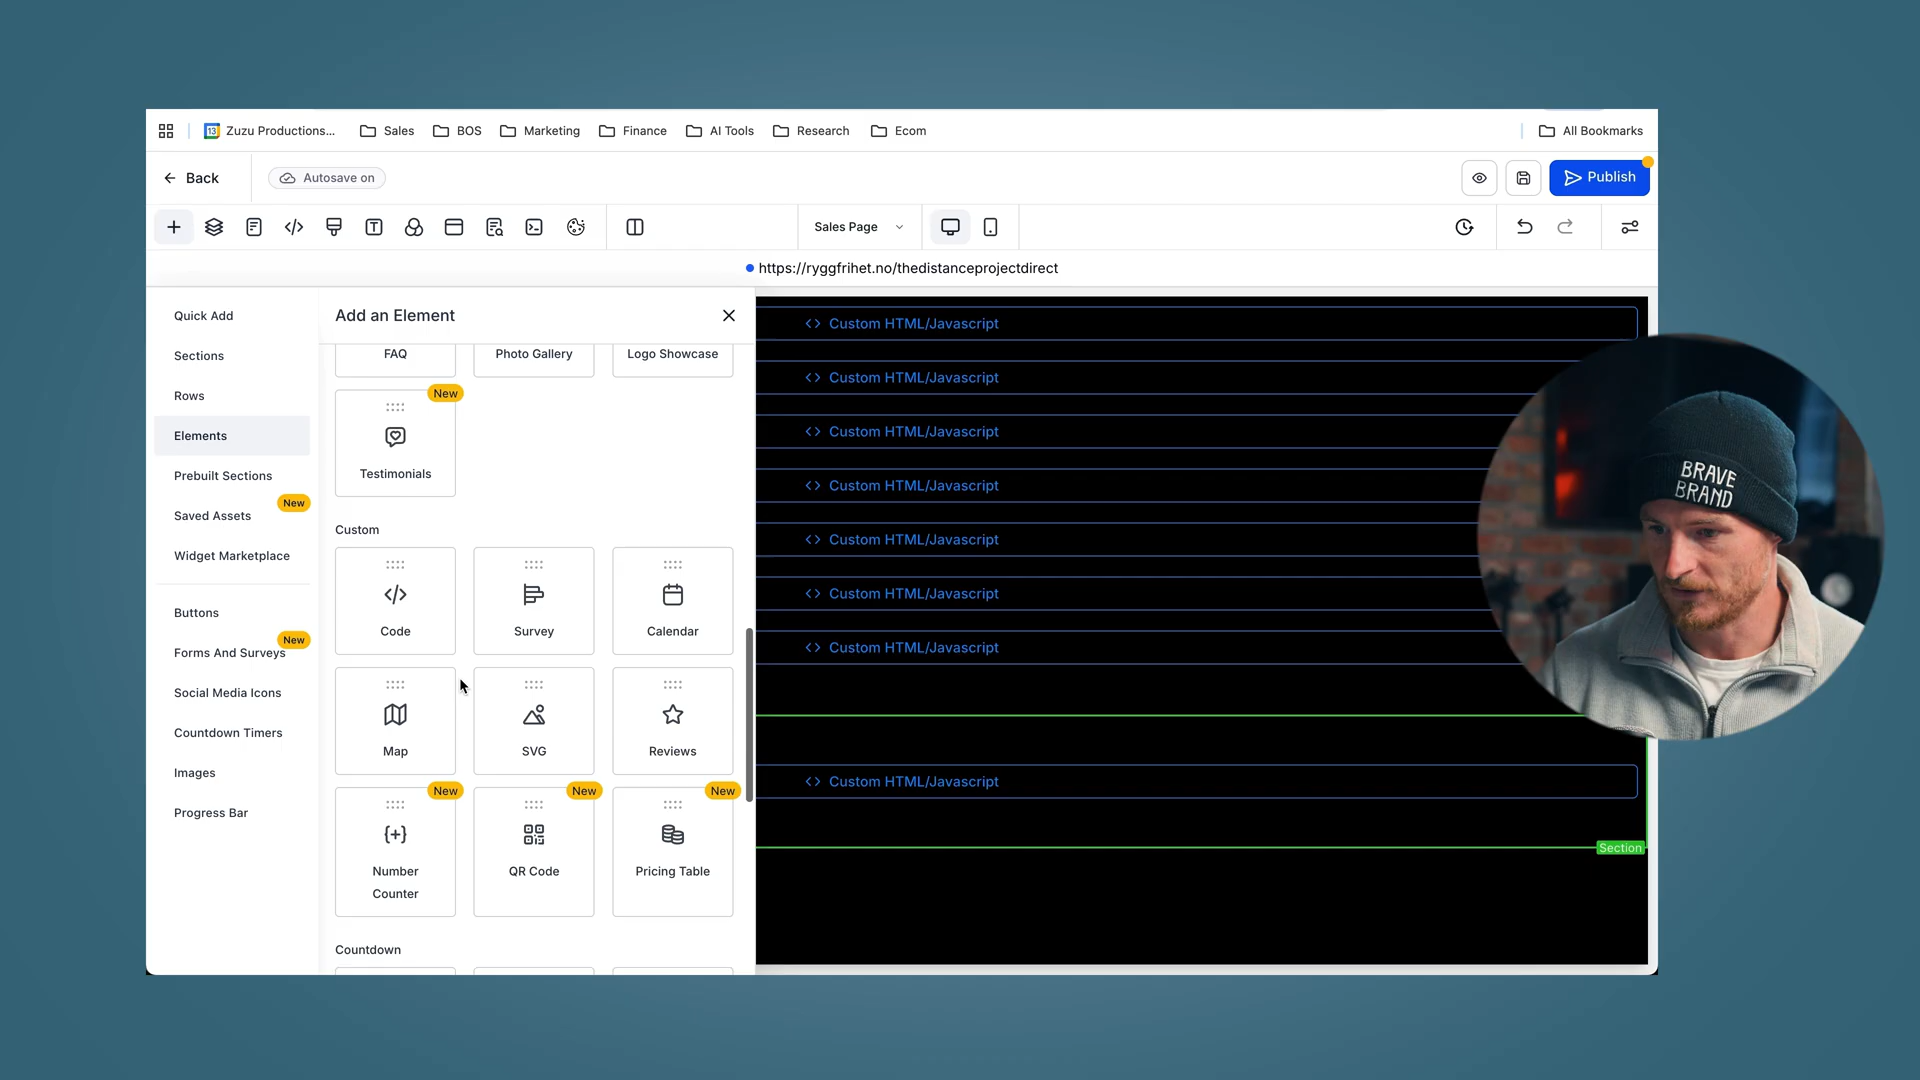 Zuzu Productions...
Sales
BOS
Marketing
Finance
AI Tools
Research
Ecom
All Bookmarks
Back
Autosave on
Publish
Sales Page
https://ryggfrihet.no/thedistanceprojectdirect
Quick Add
Sections
Rows
Elements
Prebuilt Sections
New
Saved Assets
Widget Marketplace
Buttons
New
Forms And Surveys
Social Media Icons
Countdown Timers
Images
Progress Bar
Add an Element
FAQ
Photo Gallery
Logo Showcase
New
Testimonials
Custom
Code
Survey
Calendar
Map
SVG
Reviews
New
New
New
Number
Counter
QR Code
Pricing Table
Countdown
Custom HTML/Javascript
Custom HTML/Javascript
Custom HTML/Javascript
Custom HTML/Javascript
Custom HTML/Javascript
Custom HTML/Javascript
Custom HTML/Javascript
Custom HTML/Javascript
Section
BRAVE
BRAND